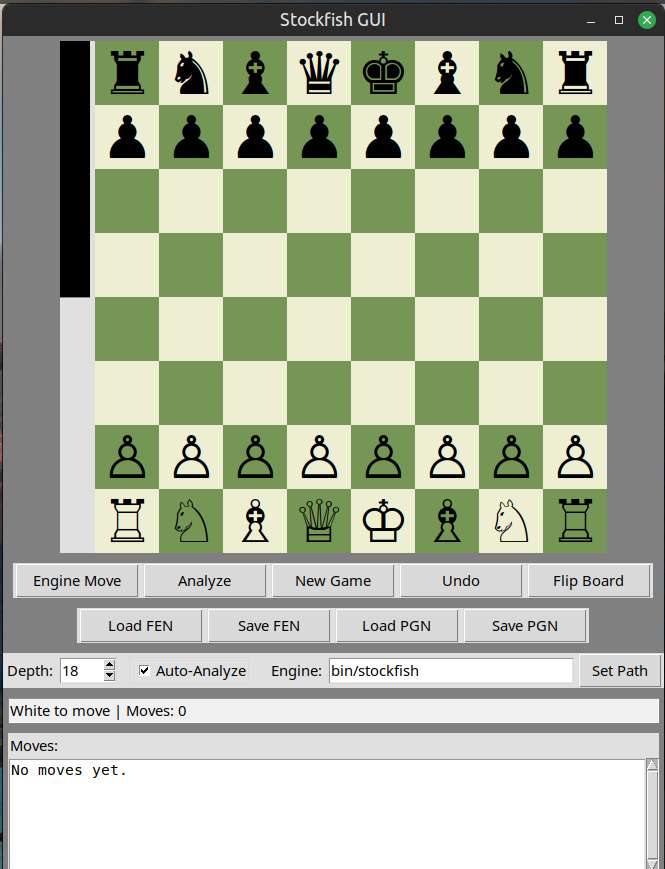 Stockfish GUI
Engine Move Analyze New Game Undo Flip Board
Load FEN Save FEN Load PGN Save PGN
Depth: 18 Auto-Analyze Engine: bin/stockfish Set Path
White to move | Moves: 0
Moves:
No moves yet.